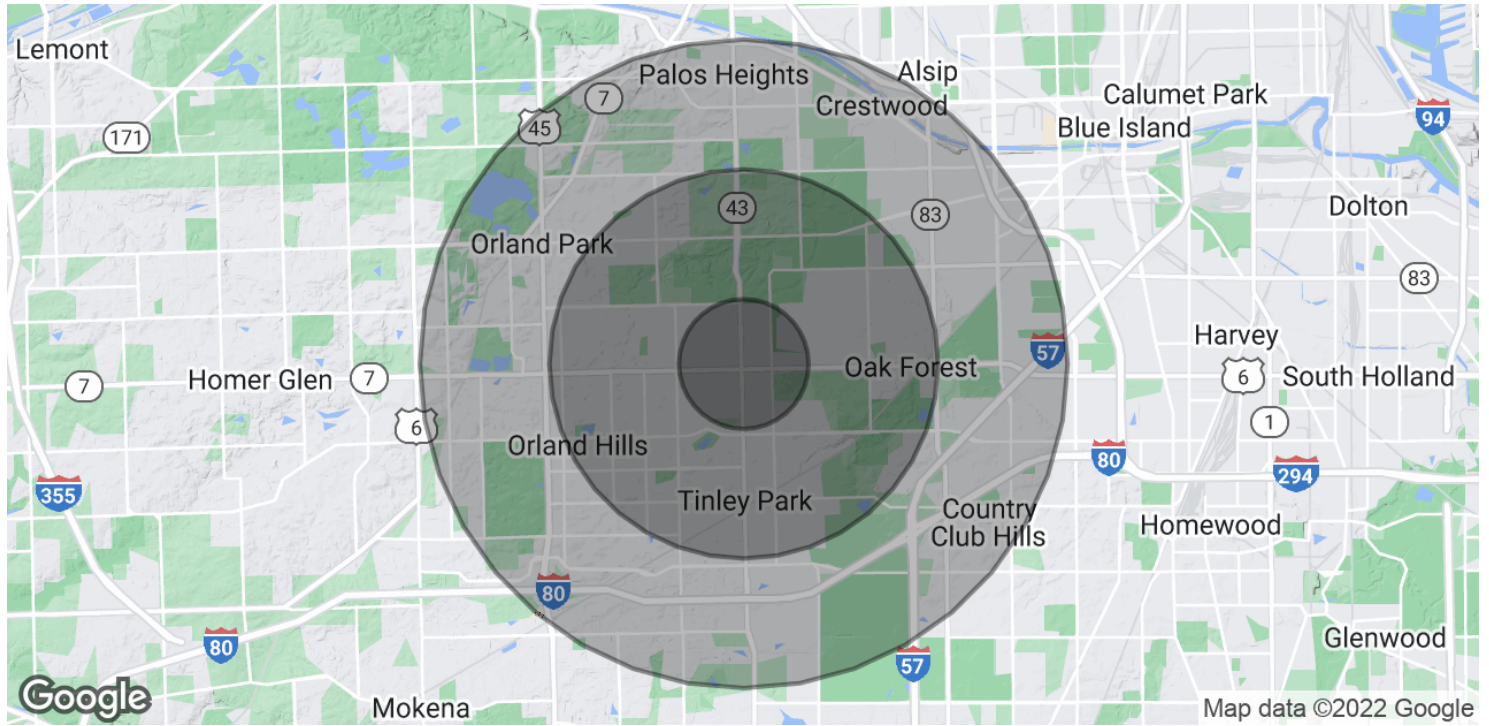 Lemont
Palos Heights
Alsip
7
Crestwood
Calumet Park
94
45
Blue Island
171
43
83
Dolton
Orland Park
83
Harvey
57
Oak Forest
7
Homer Glen
7
6
South Holland
6
1
Orland Hills
80
294
355
Tinley Park
Country
Club Hills
Homewood
80
80
57
Glenwood
Google
Mokena
Map data ©2022 Google